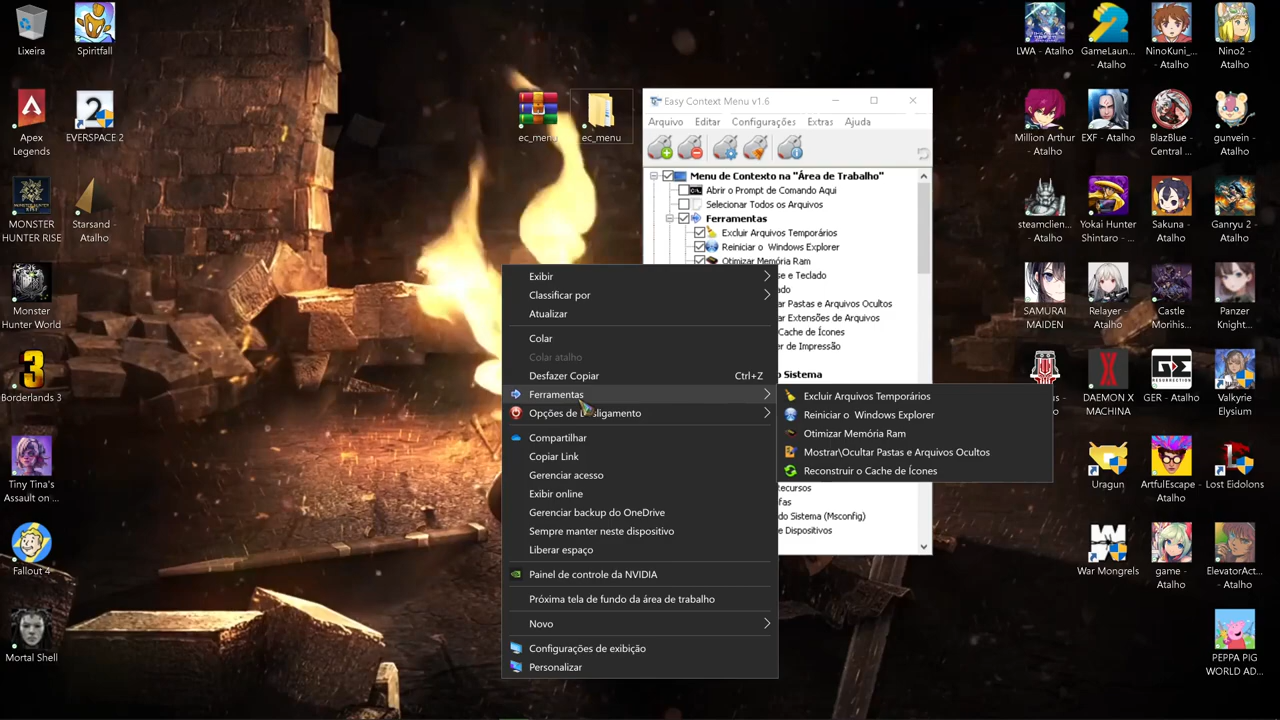 Lixeira
Spiritfall
Apex
Legends
EVERSPACE 2
MONSTER
HUNTER RISE
Starsand -
Atalho
Monster
Hunter World
Borderlands 3
Tiny Tina's
Assault on ...
Fallout 4
Mortal Shell
ec_menu
ec_menu
Easy Context Menu v1.6
Arquivo Editar Configurações Extras Ajuda
Menu de Contexto na "Área de Trabalho"
Abrir o Prompt de Comando Aqui
Selecionar Todos os Arquivos
Ferramentas
Excluir Arquivos Temporários
Reiniciar o Windows Explorer
Otimizar Memória Ram
se e Teclado
do
ar Pastas e Arquivos Ocultos
ar Extensões de Arquivos
Cache de Ícones
er de Impressão
o Sistema
ecursos
fas
do Sistema (Msconfig)
e Dispositivos
Exibir
Classificar por
Atualizar
Colar
Colar atalho
Desfazer Copiar Ctrl+Z
Ferramentas
Opções de Desligamento
Compartilhar
Copiar Link
Gerenciar acesso
Exibir online
Gerenciar backup do OneDrive
Sempre manter neste dispositivo
Liberar espaço
Painel de controle da NVIDIA
Próxima tela de fundo da área de trabalho
Novo
Configurações de exibição
Personalizar
Excluir Arquivos Temporários
Reiniciar o Windows Explorer
Otimizar Memória Ram
Mostrar\Ocultar Pastas e Arquivos Ocultos
Reconstruir o Cache de Ícones
LWA - Atalho
GameLaun...
- Atalho
NinoKuni_...
- Atalho
Nino2 -
Atalho
Million Arthur
- Atalho
EXF - Atalho
BlazBlue
Central ...
gunvein -
Atalho
steamclien...
- Atalho
Yokai Hunter
Shintaro - ...
Sakuna -
Atalho
Ganryu 2 -
Atalho
SAMURAI
MAIDEN
Relayer -
Atalho
Castle
Morihis...
Panzer
Knight...
us -
DAEMON X
MACHINA
GER - Atalho
Valkyrie
Elysium
Uragun
ArtfulEscape
- Atalho
Lost Eidolons
War Mongrels
game -
Atalho
ElevatorAct...
- Atalho
PEPPA PIG
WORLD AD...